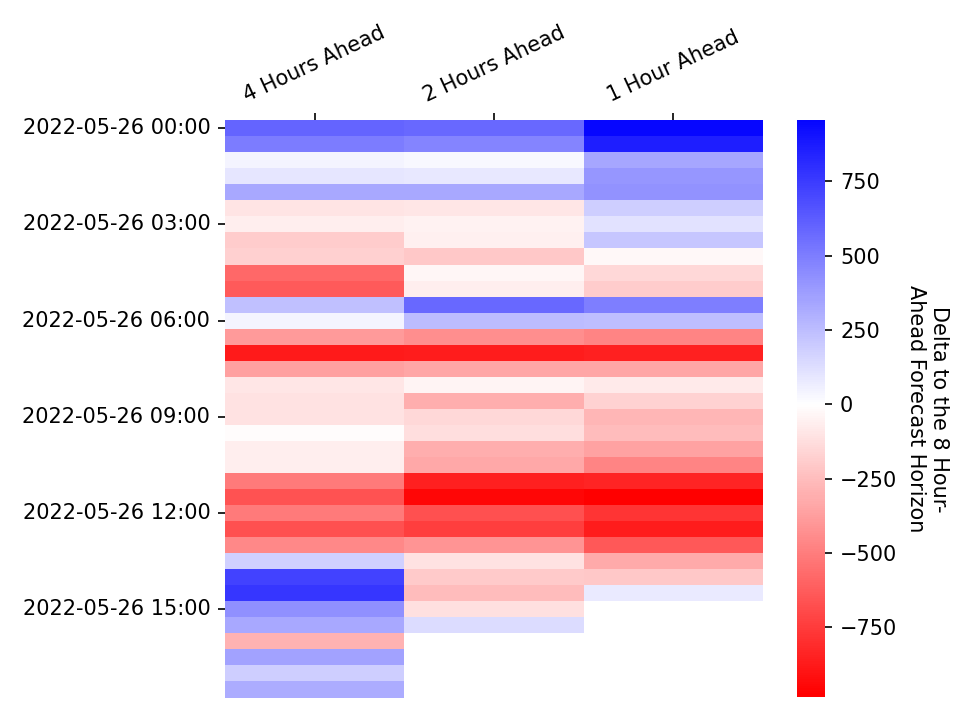 4 Hours Ahead
2 Hours Ahead
1 Hour Ahead
2022-05-26 00:00
2022-05-26 03:00
2022-05-26 06:00
2022-05-26 09:00
2022-05-26 12:00
2022-05-26 15:00
750
500
250
0
−250
−500
−750
Delta to the 8 Hour-
Ahead Forecast Horizon